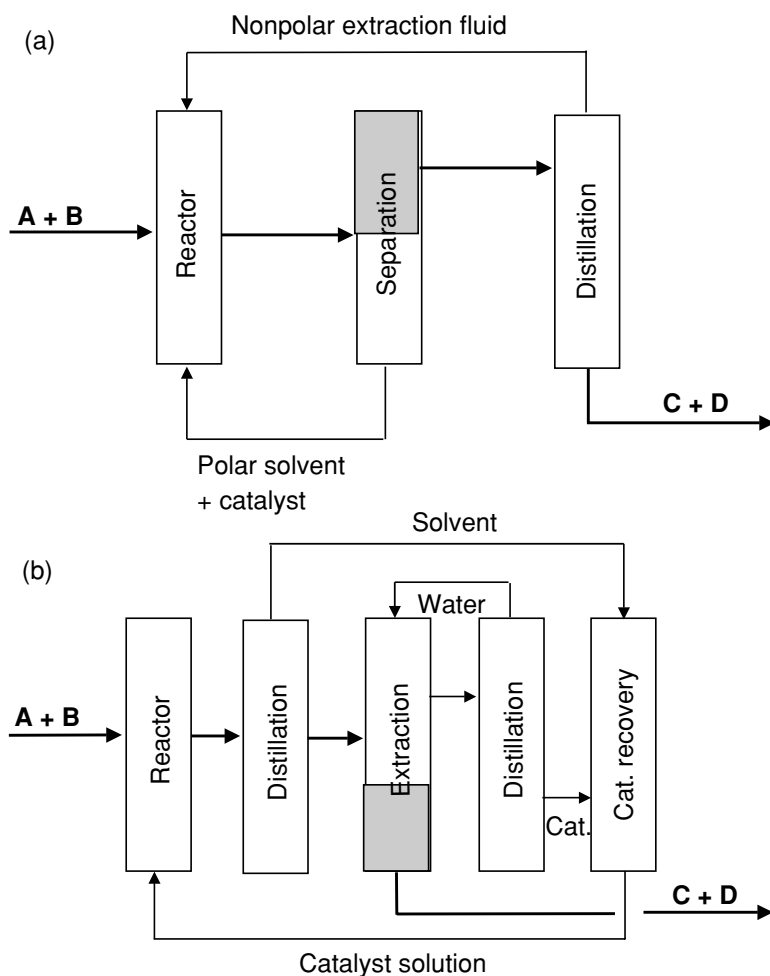 Nonpolar extraction fluid
(a)
A + B
Reactor
Separation
Distillation
C + D
Polar solvent
+ catalyst
Solvent
(b)
Water
A + B
Reactor
Distillation
Extraction
Distillation
Cat. recovery
Cat.
C + D
Catalyst solution